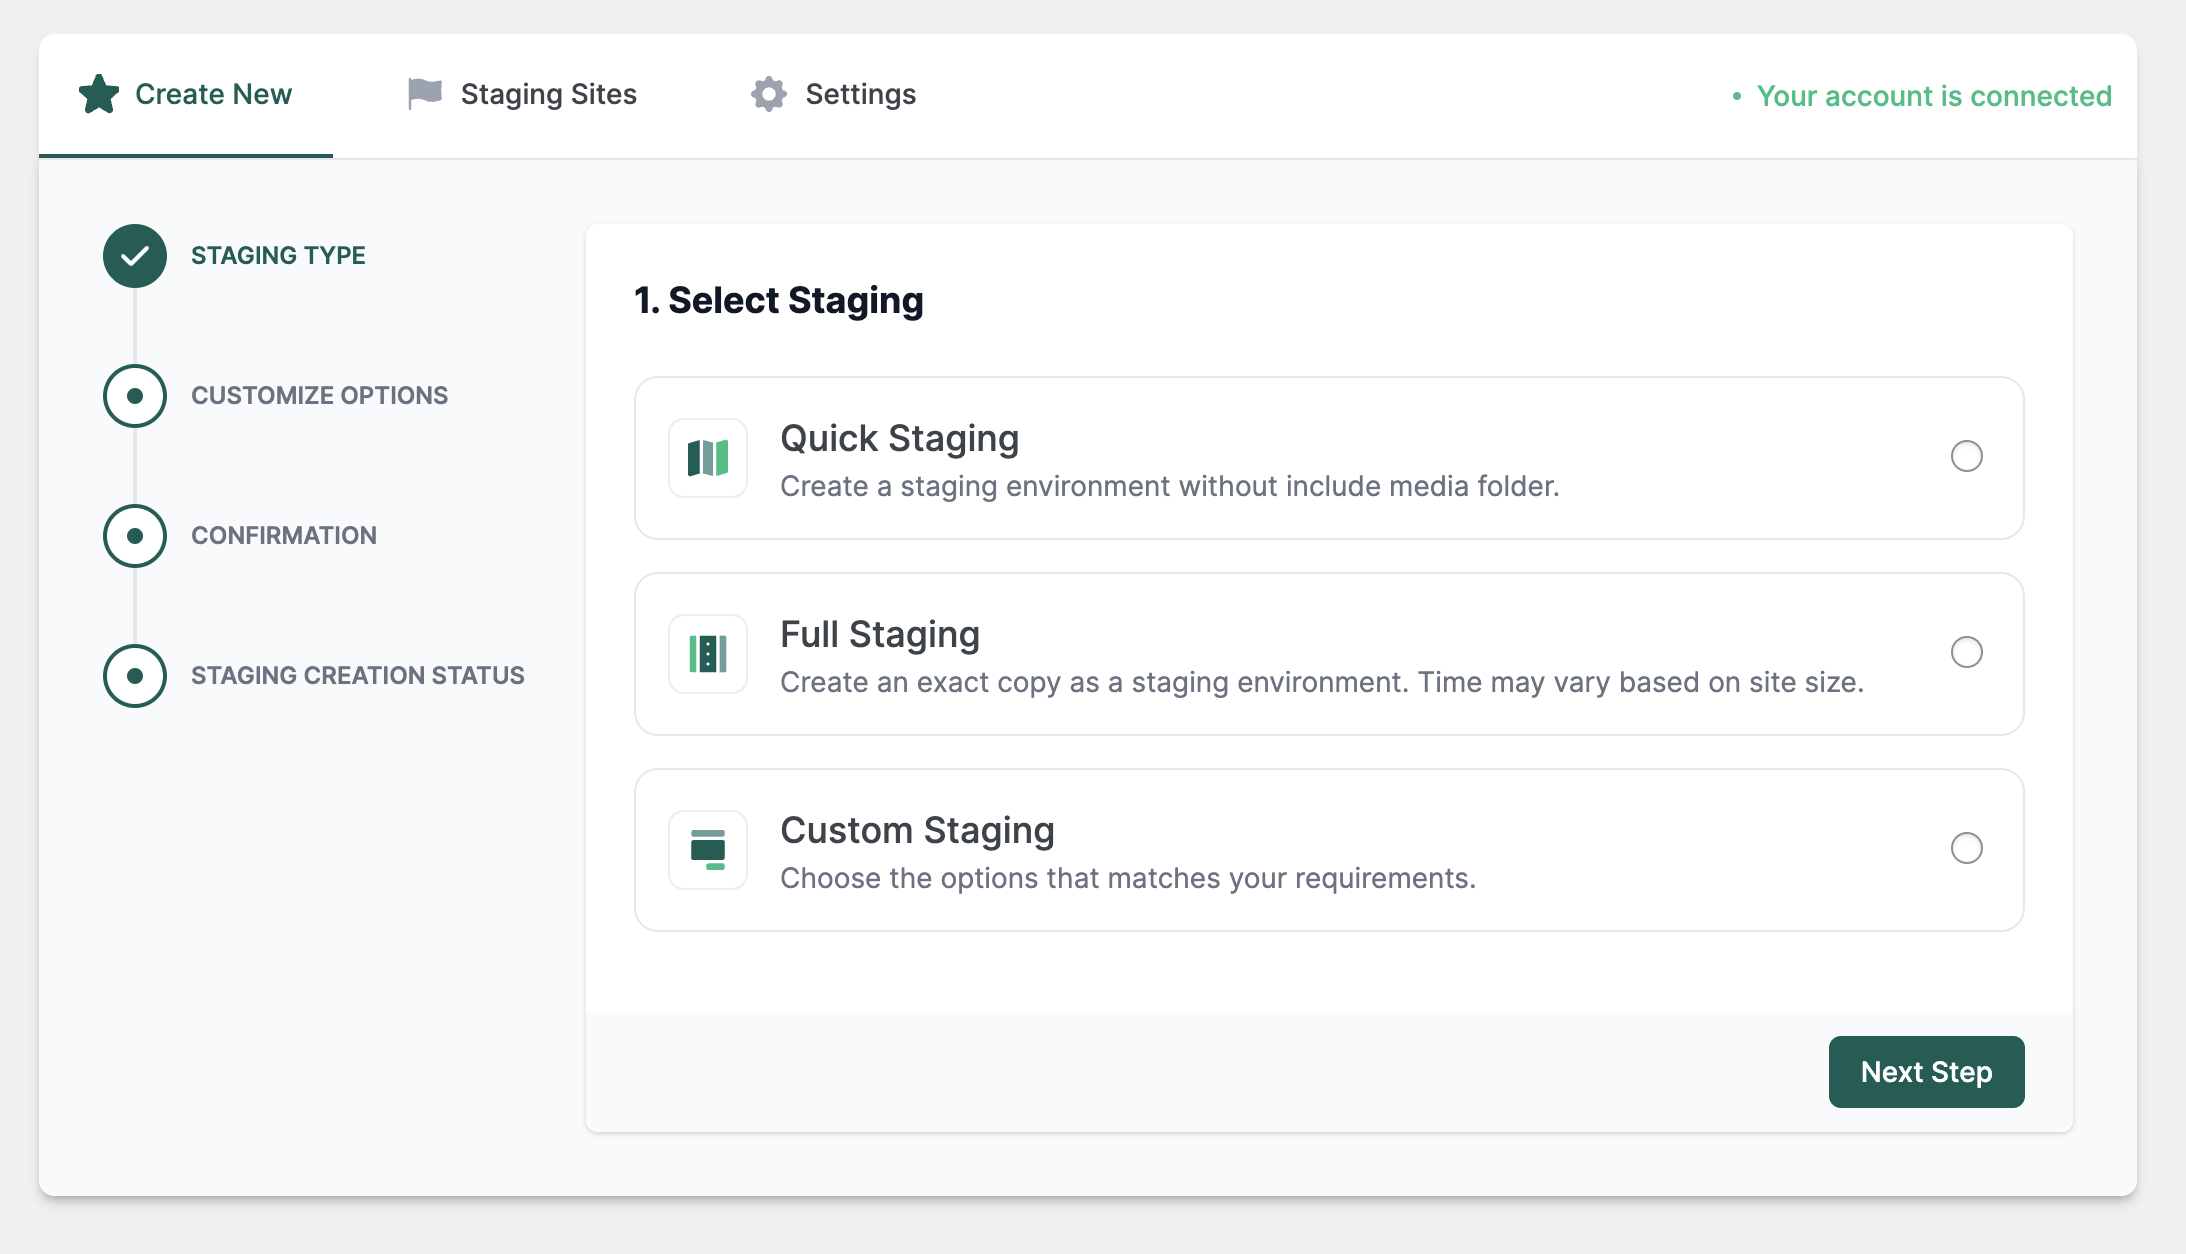 Create New
Staging Sites
Settings
• Your account is connected
STAGING TYPE
CUSTOMIZE OPTIONS
CONFIRMATION
STAGING CREATION STATUS
1. Select Staging
Quick Staging
Create a staging environment without include media folder.
Full Staging
Create an exact copy as a staging environment. Time may vary based on site size.
Custom Staging
Choose the options that matches your requirements.
Next Step